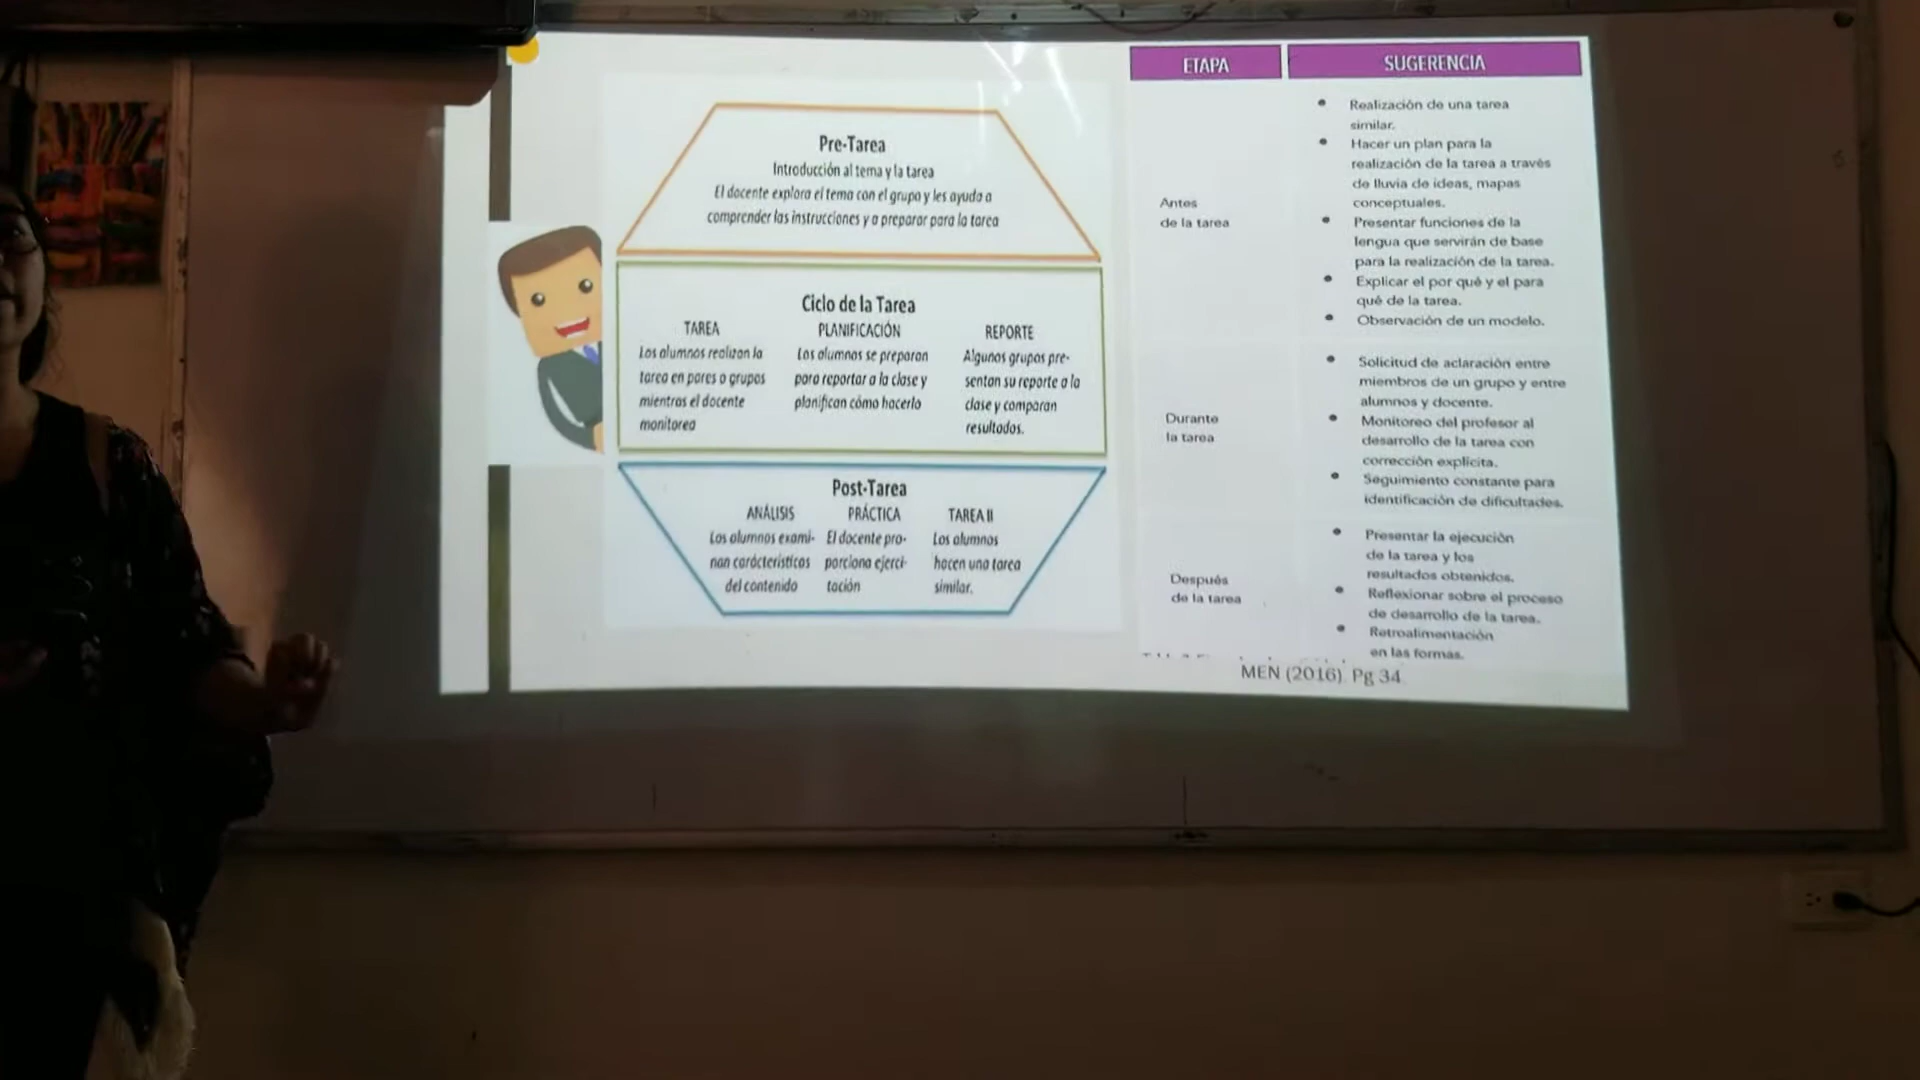 Pre-Tarea
Introducción al tema y la tarea
El docente explora el tema con el grupo y les ayuda a
comprender las instrucciones y a preparar para la tarea
Ciclo de la Tarea
TAREA
Los alumnos realizan la
tarea en pares o grupos
mientras el docente
monitorea
PLANIFICACIÓN
Los alumnos se preparan
para reportar a la clase y
planifican cómo hacerlo
REPORTE
Algunos grupos pre-
sentan su reporte a la
clase y comparan
resultados.
Post-Tarea
ANÁLISIS
Los alumnos exami-
nan carácterísticas
del contenido
PRÁCTICA
El docente pro-
porciona ejerci-
tación
TAREA II
Los alumnos
hacen una tarea
similar.
ETAPA
SUGERENCIA
Antes
de la tarea
• Realización de una tarea
similar.
• Hacer un plan para la
realización de la tarea a través
de lluvia de ideas, mapas
conceptuales.
• Presentar funciones de la
lengua que servirán de base
para la realización de la tarea.
• Explicar el por qué y el para
qué de la tarea.
• Observación de un modelo.
Durante
la tarea
• Solicitud de aclaración entre
miembros de un grupo y entre
alumnos y docente.
• Monitoreo del profesor al
desarrollo de la tarea con
corrección explícita.
• Seguimiento constante para
identificación de dificultades.
Después
de la tarea
• Presentar la ejecución
de la tarea y los
resultados obtenidos.
• Reflexionar sobre el proceso
de desarrollo de la tarea.
• Retroalimentación
en las formas.
MEN (2016). Pg 34